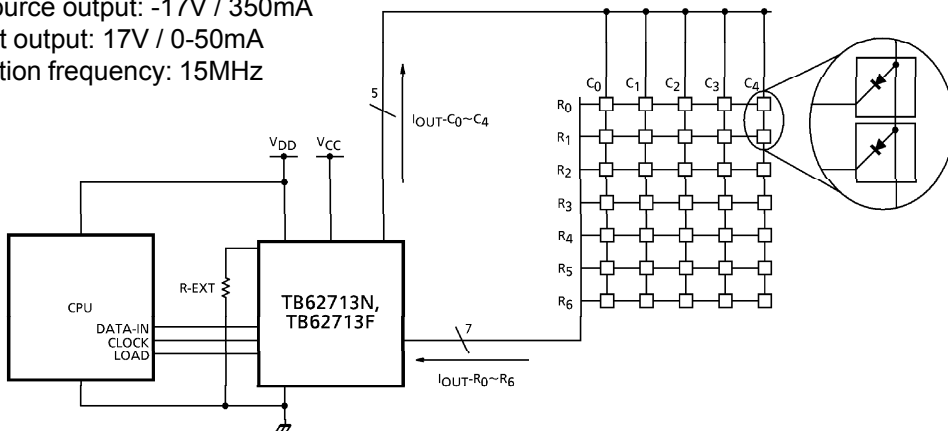 output: -17V / 350mA
output: 17V / 0-50mA
frequency: 15MHz
5
IOUT-C0~C4
VDD
VCC
C0 C1 C2 C3 C4
R0
R1
R2
R3
R4
R5
R6
R-EXT
CPU
DATA-IN
CLOCK
LOAD
TB62713N,
TB62713F
7
IOUT-R0~R6